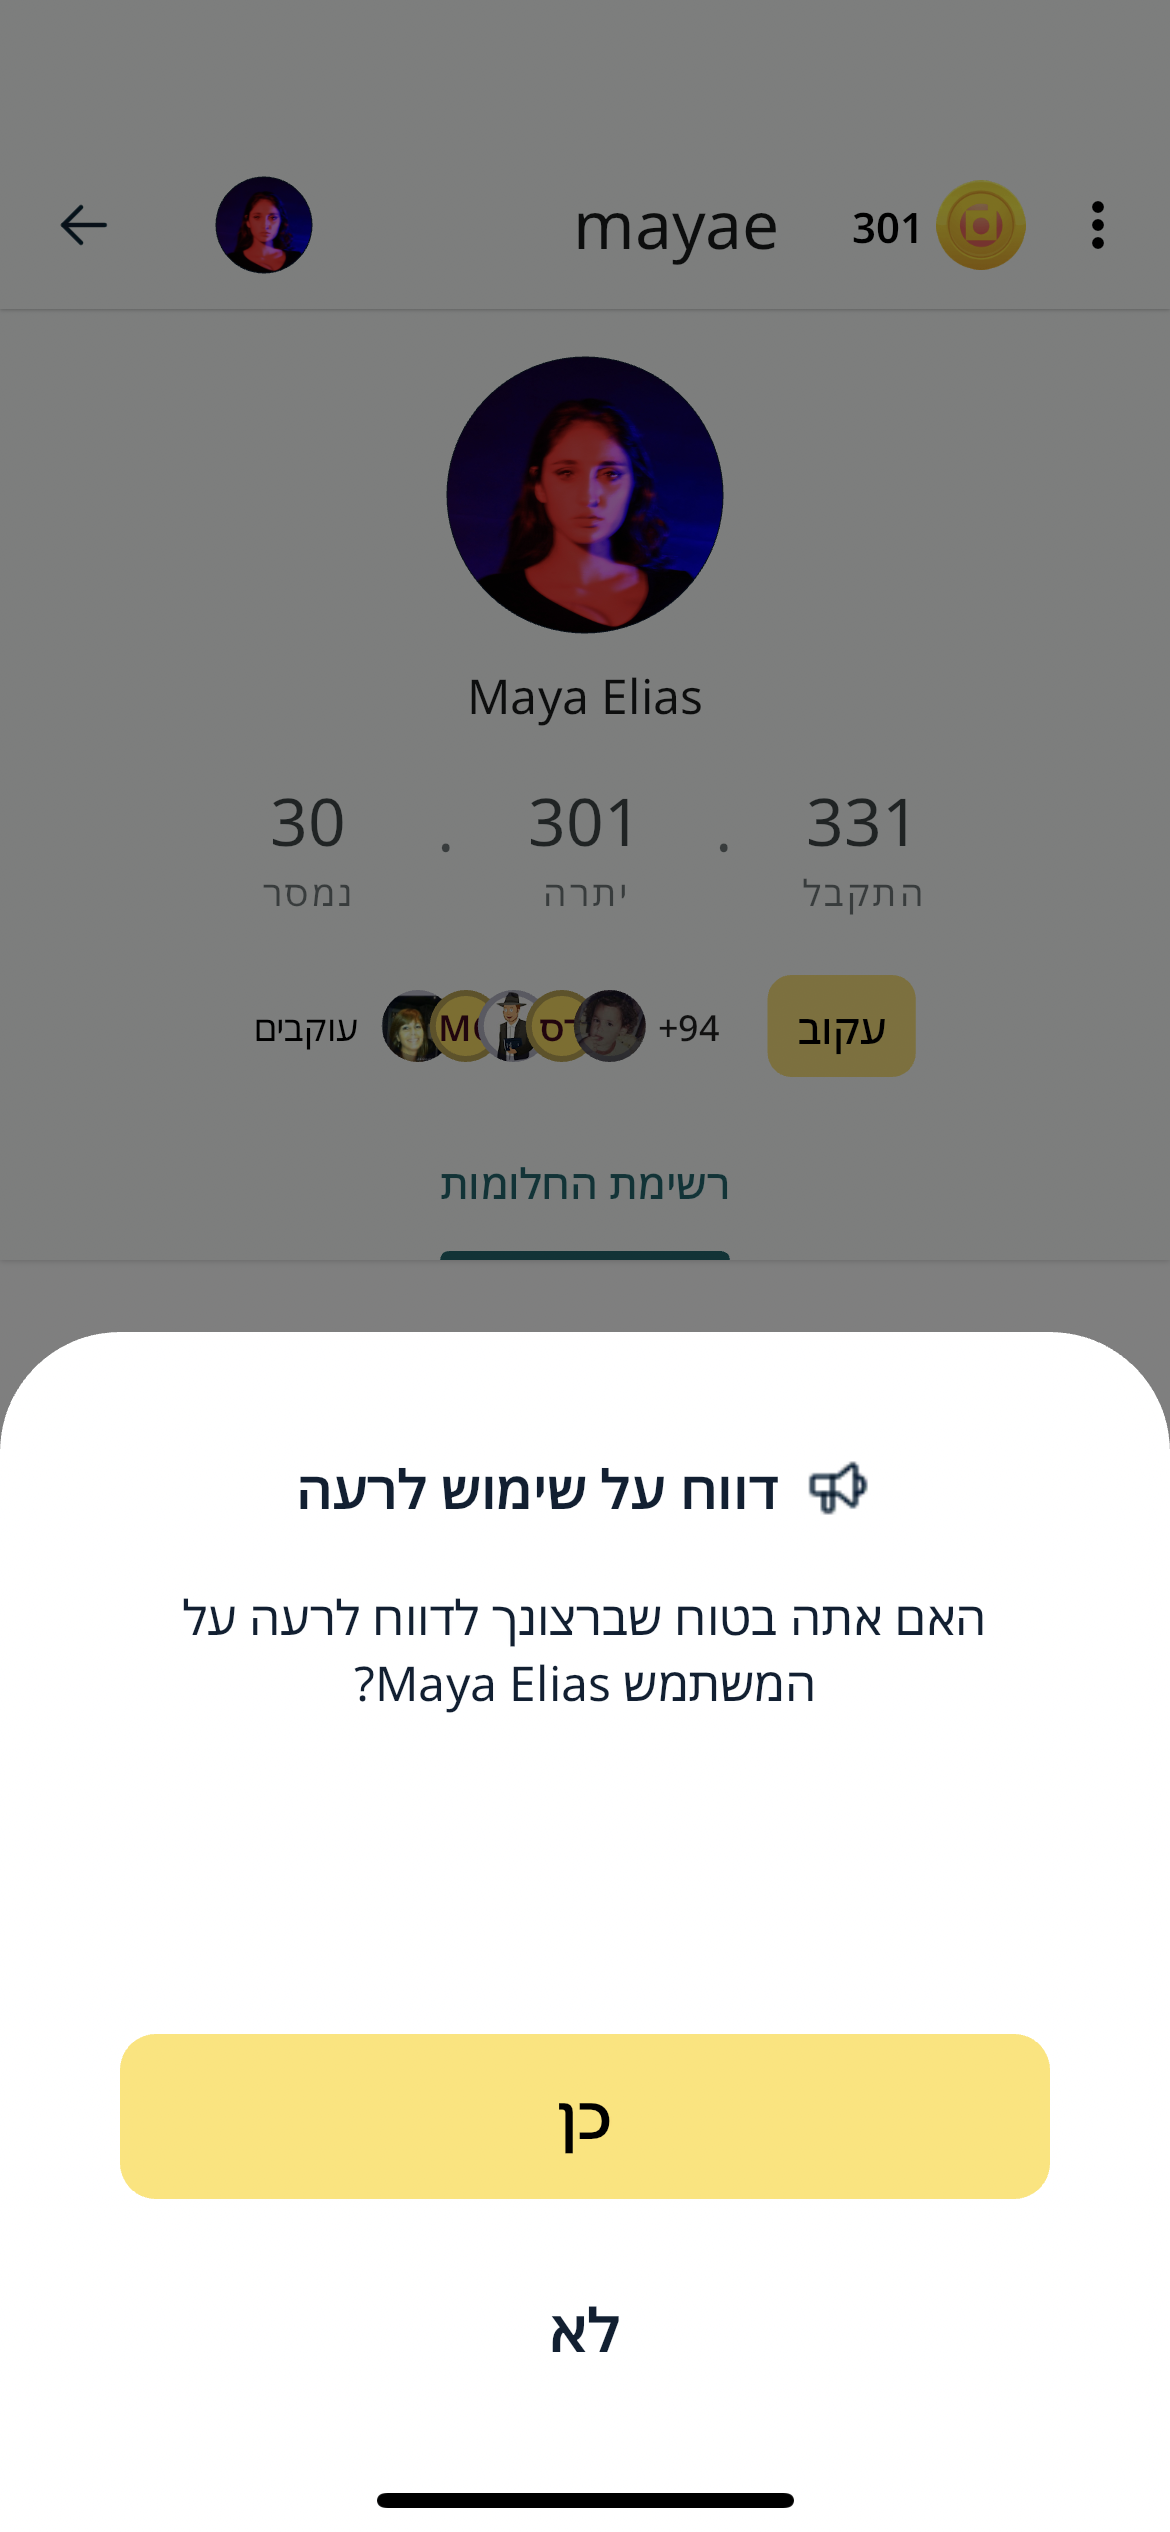 mayae 301
Maya Elias
331 . 301 . 30
התקבל יתרה נמסר
עקוב +94 עוקבים
רשימת החלומות
דווח על שימוש לרעה
האם אתה בטוח שברצונך לדווח לרעה על
המשתמש Maya Elias?
כן
לא